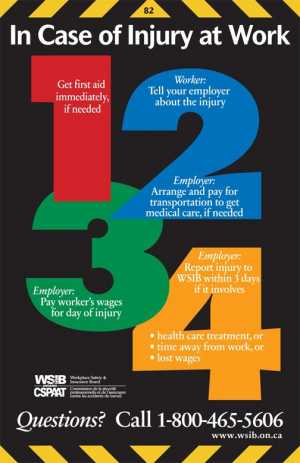 82
In Case of Injury at Work
Get first aid
immediately,
if needed
1
Worker:
Tell your employer
about the injury
2
Employer:
Arrange and pay for
transportation to get
medical care, if needed
3
Employer:
Pay worker's wages
for day of injury
4
Employer:
Report injury to
WSIB within 3 days
if it involves
• health care treatment, or
• time away from work, or
• lost wages
WSIB
CSPAAT
Workplace Safety &
Insurance Board
Commission de la sécurité
professionnelle et de l'assurance
contre les accidents du travail
Questions? Call 1-800-465-5606
www.wsib.on.ca